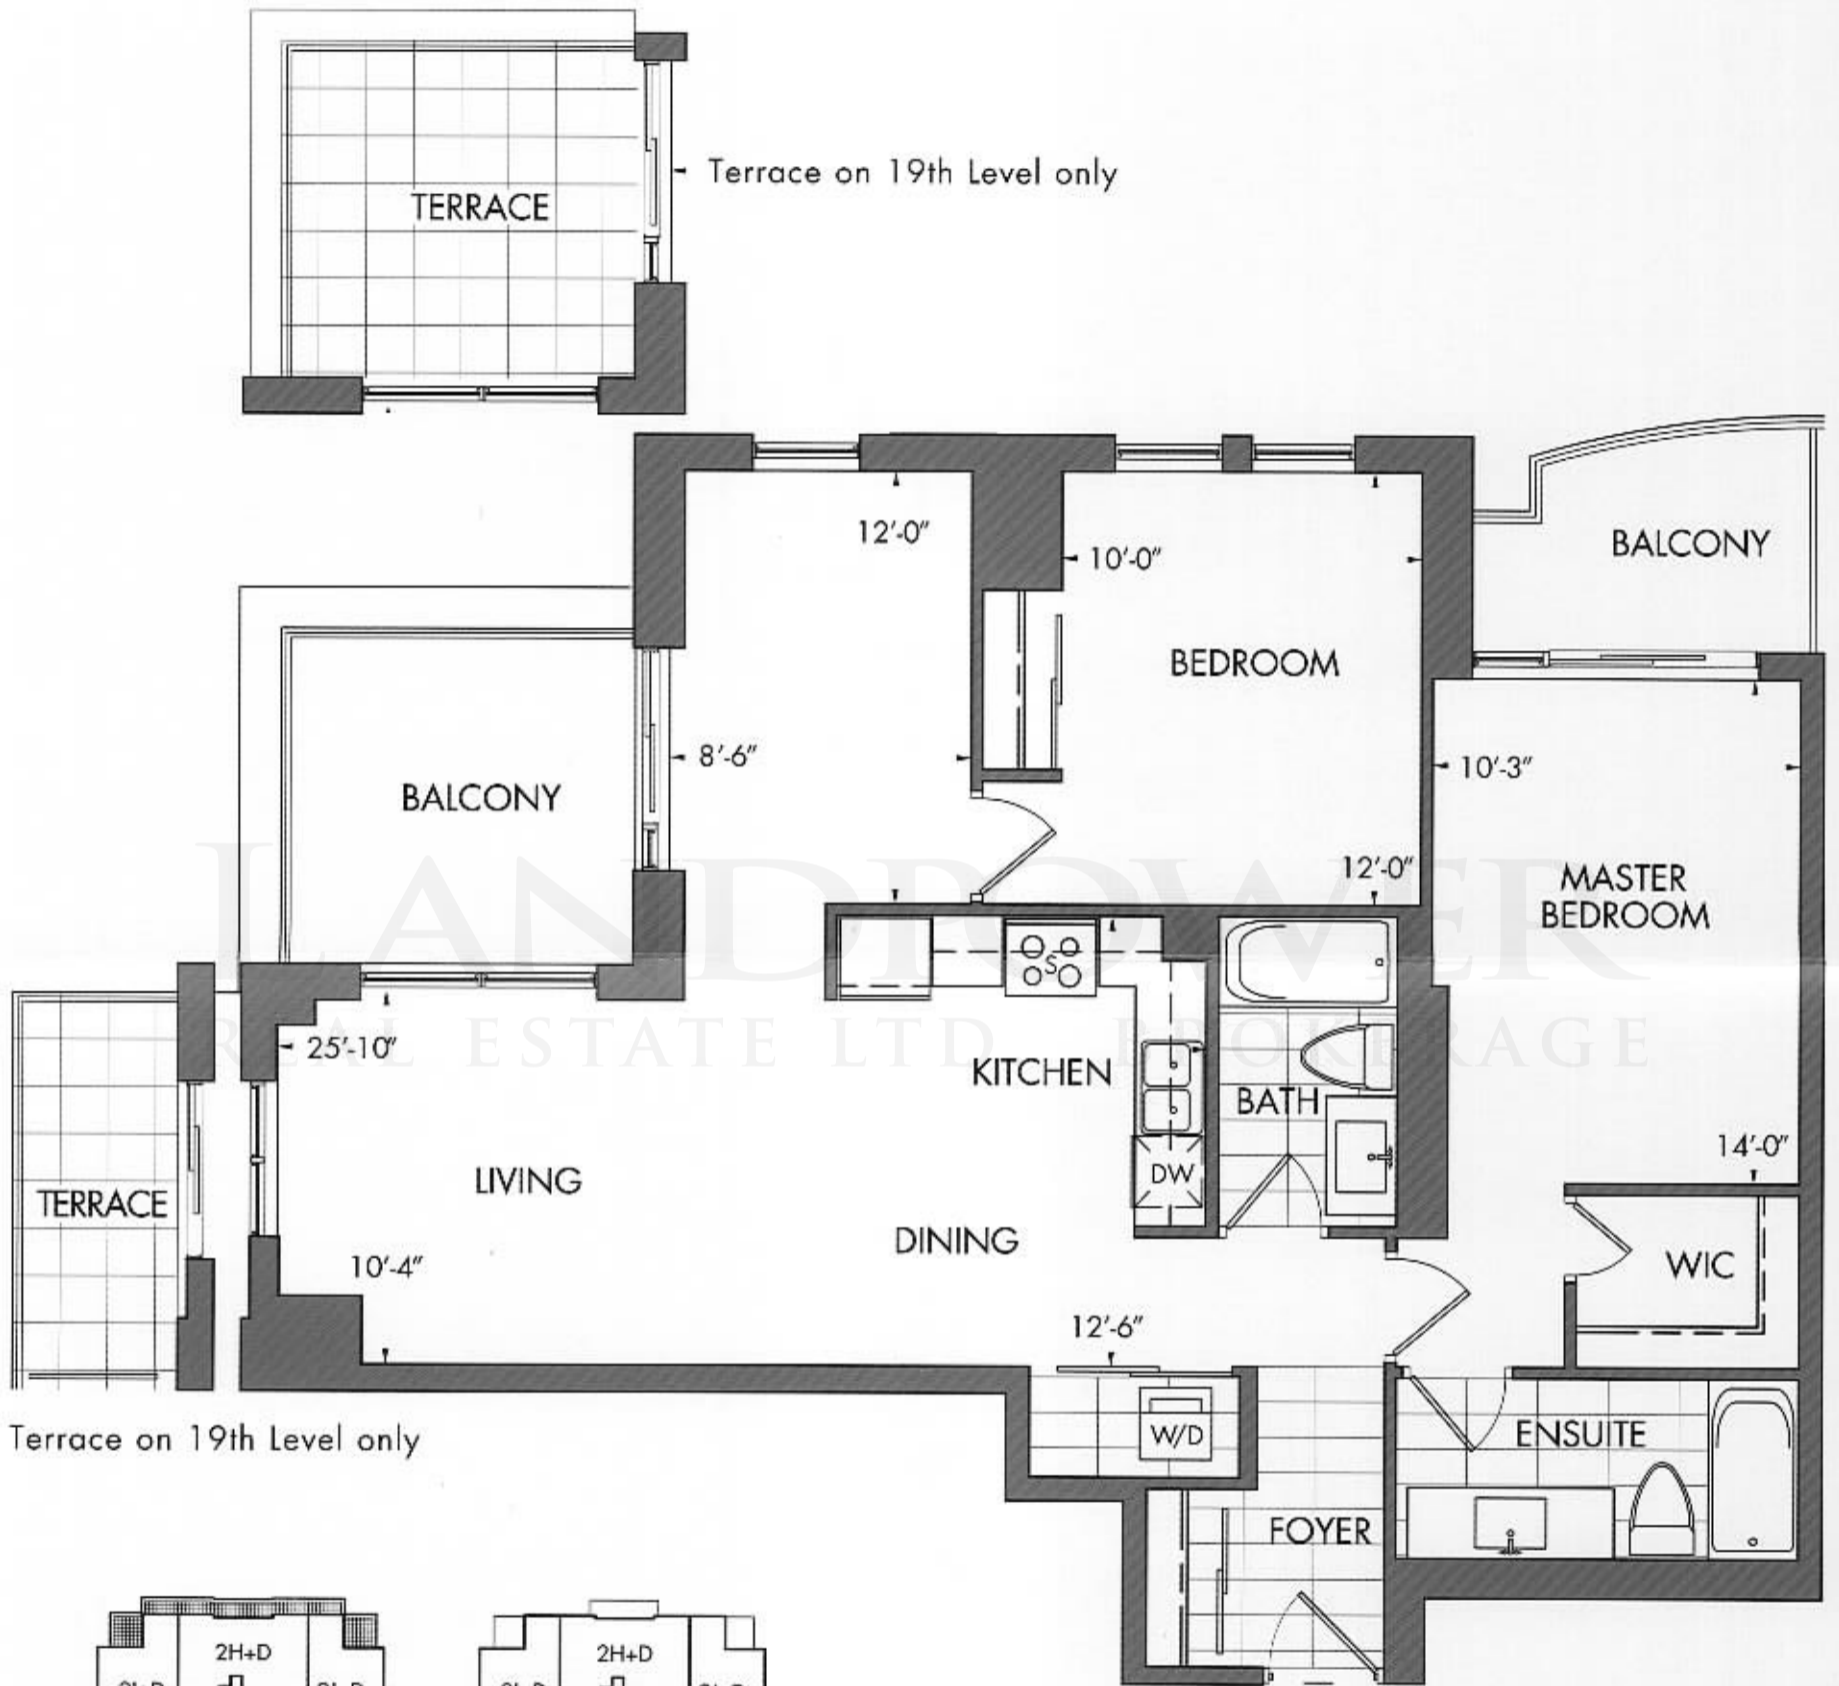 TERRACE
Terrace on 19th Level only
12'-0"
10'-0"
BALCONY
BEDROOM
8'-6"
10'-3"
BALCONY
12'-0"
MASTER
BEDROOM
LANDPOWER
REAL ESTATE LTD. BROKERAGE
S
25'-10"
KITCHEN
BATH
14'-0"
DW
LIVING
TERRACE
DINING
10'-4"
WIC
12'-6"
W/D
ENSUITE
Terrace on 19th Level only
FOYER
2H+D
2H+D